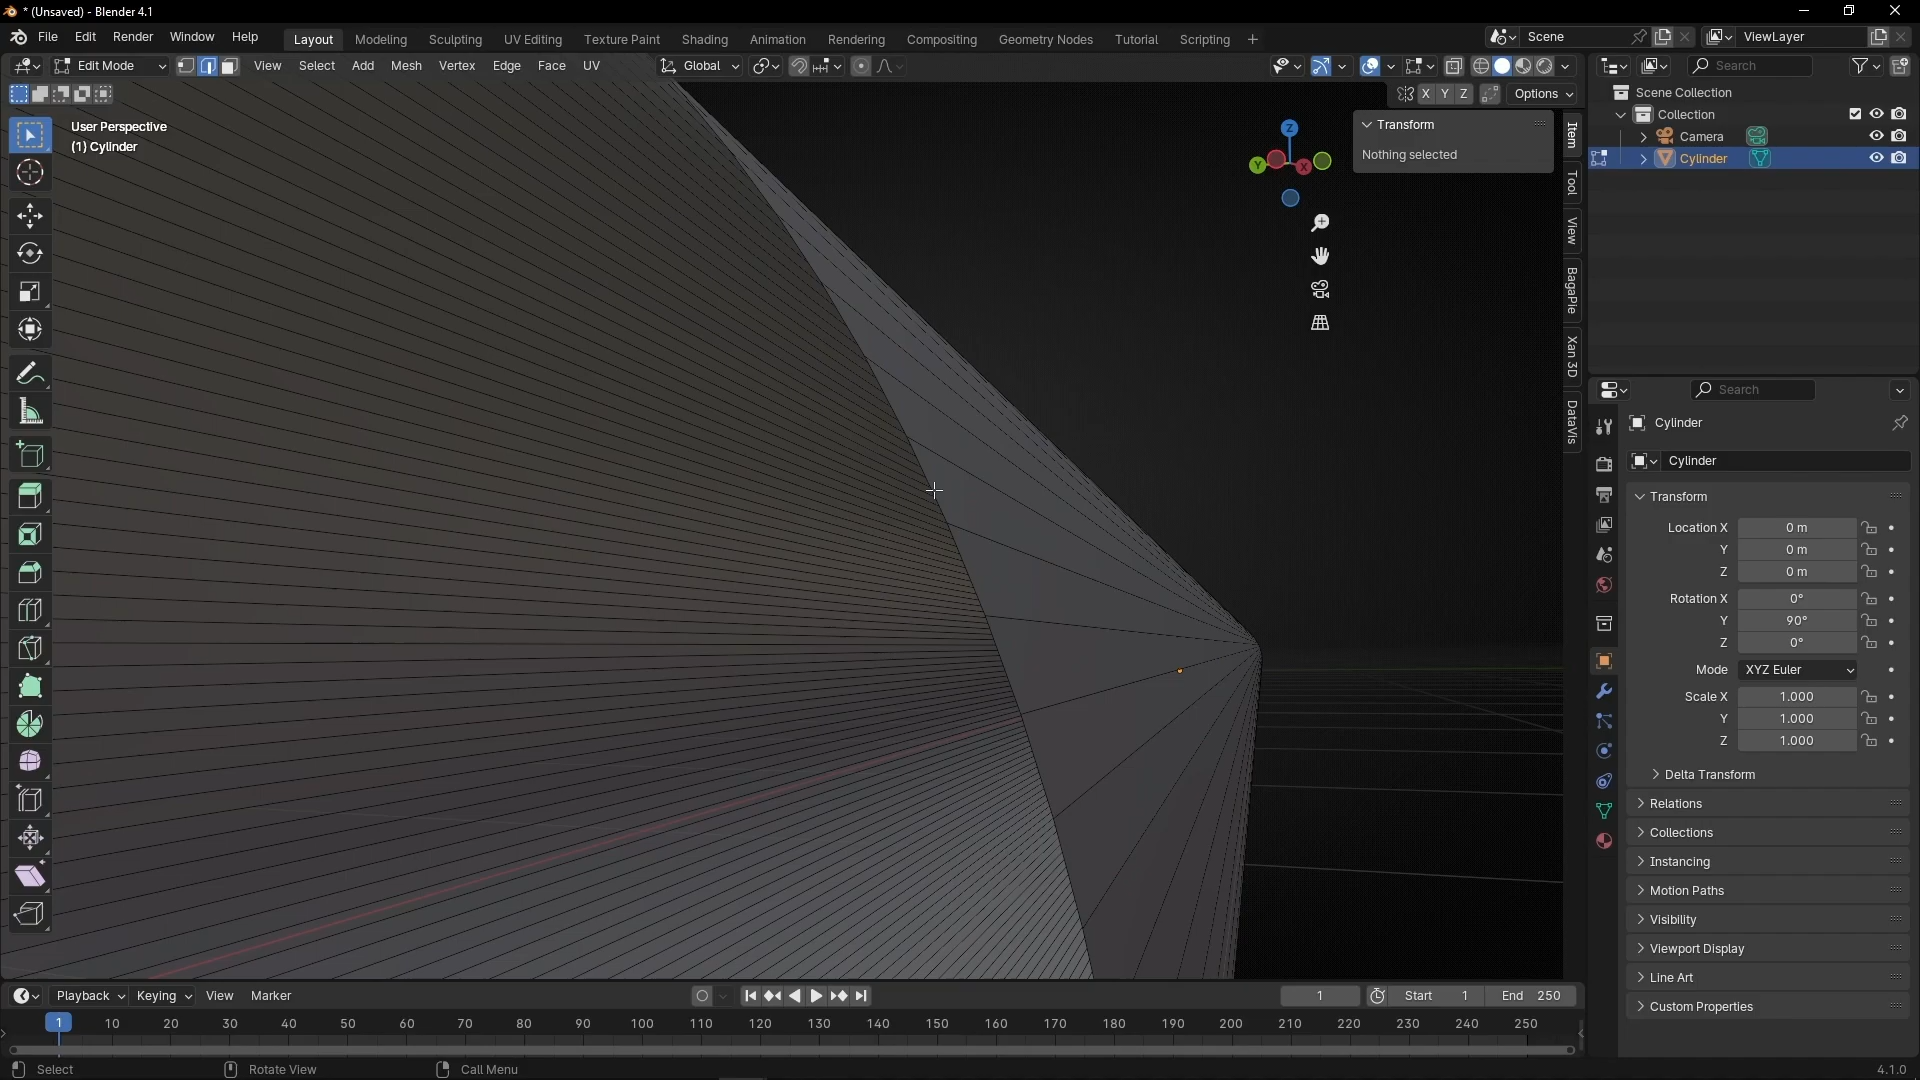 * (Unsaved) - Blender 4.1
File Edit Render Window Help
Layout Modeling Sculpting UV Editing Texture Paint Shading Animation Rendering Compositing Geometry Nodes Tutorial Scripting +
Scene
ViewLayer
Edit Mode View Select Add Mesh Vertex Edge Face UV
Global
Search
X Y Z Options
Scene Collection
Collection
Camera
Cylinder
User Perspective
(1) Cylinder
Transform
Nothing selected
Z
Y
X
Item
Tool
View
BagaPie
Xan 3D
DataVis
Search
Cylinder
Cylinder
Transform
Location X 0 m
Y 0 m
Z 0 m
Rotation X 0°
Y 90°
Z 0°
Mode XYZ Euler
Scale X 1.000
Y 1.000
Z 1.000
Delta Transform
Relations
Collections
Instancing
Motion Paths
Visibility
Viewport Display
Line Art
Custom Properties
Playback Keying View Marker
1 Start 1 End 250
1 10 20 30 40 50 60 70 80 90 100 110 120 130 140 150 160 170 180 190 200 210 220 230 240 250
Select Rotate View Call Menu
4.1.0